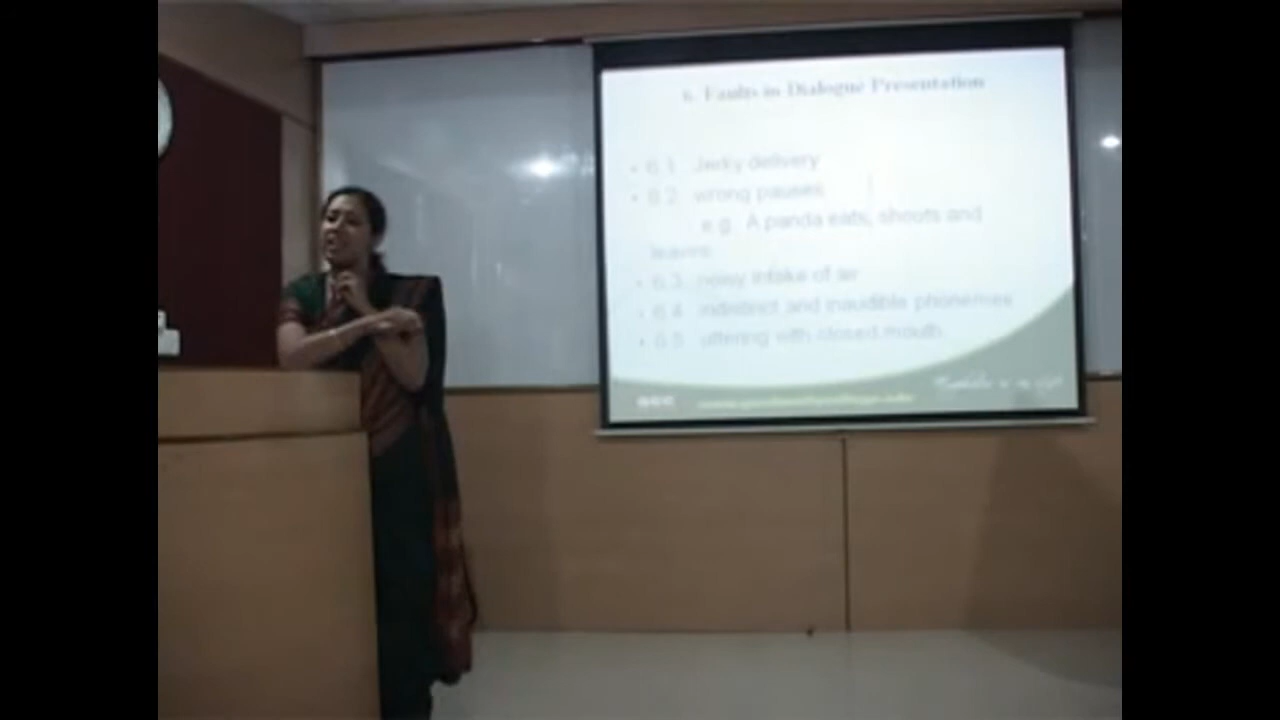 6. Faults in Dialogue Presentation
• 6.1. Jerky delivery
• 6.2. wrong pauses
e.g. A panda eats, shoots and
leaves
• 6.3. noisy intake of air
• 6.4. indistinct and inaudible phonemes
• 6.5. uttering with closed mouth